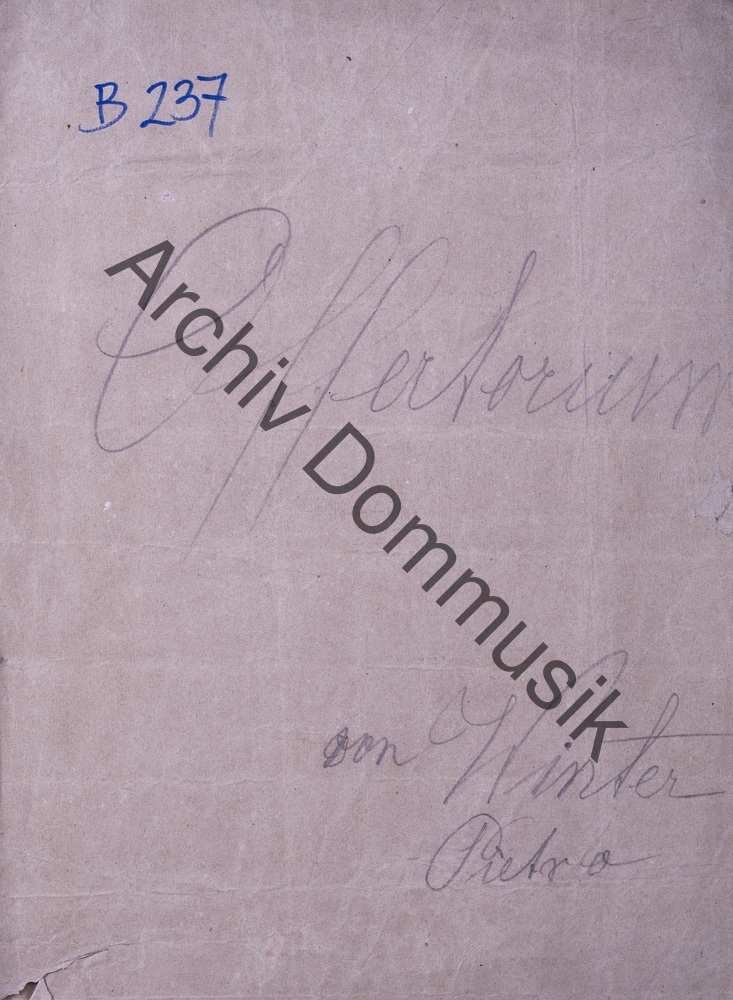 B 237
Offertorium
Archiv Dommusik
von Winter
Pietro